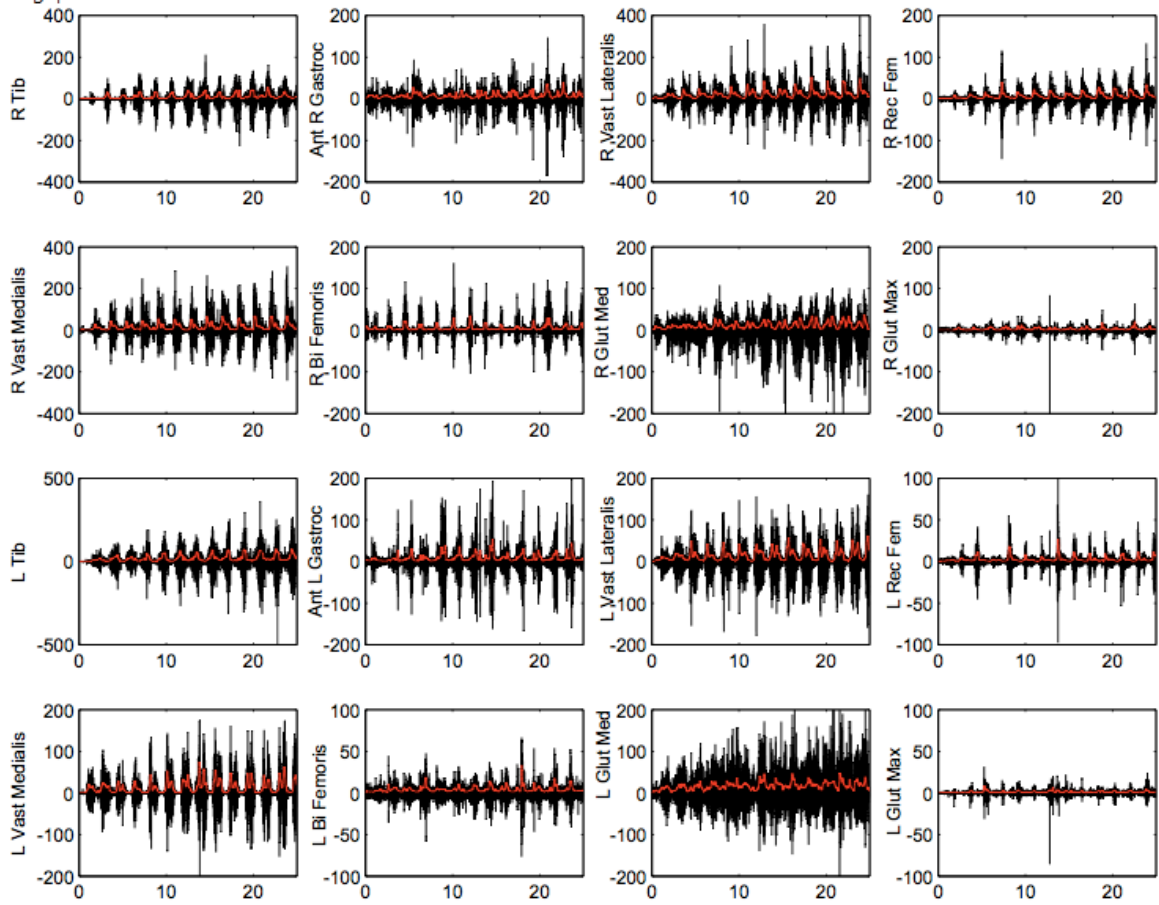 R Tib
400
200
0
-200
-400
0 10 20
Ant R Gastroc
200
100
0
-100
-200
0 10 20
R Vast Lateralis
400
200
0
-200
-400
0 10 20
R Rec Fem
200
100
0
-100
-200
0 10 20
R Vast Medialis
400
200
0
-200
-400
0 10 20
R Bi Femoris
200
100
0
-100
-200
0 10 20
R Glut Med
200
100
0
-100
-200
0 10 20
R Glut Max
200
100
0
-100
-200
0 10 20
L Tib
500
0
-500
0 10 20
Ant L Gastroc
200
100
0
-100
-200
0 10 20
L Vast Lateralis
200
100
0
-100
-200
0 10 20
L Rec Fem
100
50
0
-50
-100
0 10 20
L Vast Medialis
200
100
0
-100
-200
0 10 20
L Bi Femoris
100
50
0
-50
-100
0 10 20
L Glut Med
200
100
0
-100
-200
0 10 20
L Glut Max
100
50
0
-50
-100
0 10 20